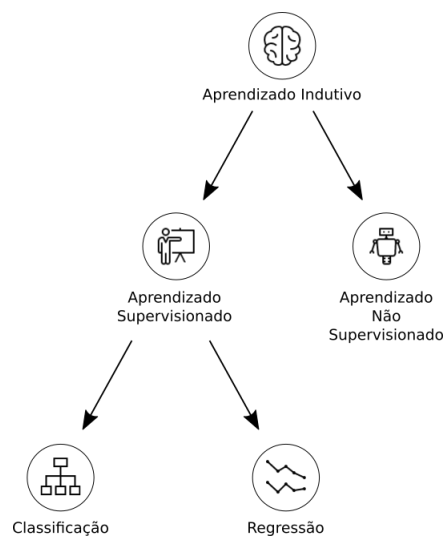 Aprendizado Indutivo
Aprendizado
Supervisionado
Aprendizado
Não
Supervisionado
Classificação
Regressão